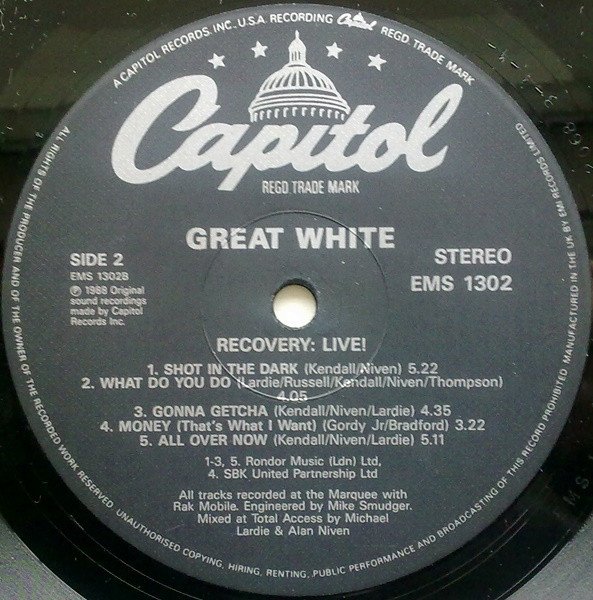 A CAPITOL RECORDS, INC., U.S.A. RECORDING Capitol REGD. TRADE MARK
Capitol
REGD TRADE MARK
GREAT WHITE
SIDE 2
EMS 1302B
℗ 1988 Original
sound recordings
made by Capitol
Records Inc.
STEREO
EMS 1302
RECOVERY: LIVE!
1. SHOT IN THE DARK (Kendall/Niven) 5.22
2. WHAT DO YOU DO (Lardie/Russell/Kendall/Niven/Thompson)
4.05
3. GONNA GETCHA (Kendall/Niven/Lardie) 4.35
4. MONEY (That's What I Want) (Gordy Jr/Bradford) 3.22
5. ALL OVER NOW (Kendall/Niven/Lardie) 5.11
1-3, 5. Rondor Music (Ldn) Ltd,
4. SBK United Partnership Ltd
All tracks recorded at the Marquee with
Rak Mobile. Engineered by Mike Smudger.
Mixed at Total Access by Michael
Lardie & Alan Niven
ALL RIGHTS OF THE PRODUCER AND OF THE OWNER OF THE RECORDED WORK RESERVED UNAUTHORISED COPYING, HIRING, RENTING, PUBLIC PERFORMANCE AND BROADCASTING OF THIS RECORD PROHIBITED. MANUFACTURED IN THE UK BY EMI RECORDS LIMITED